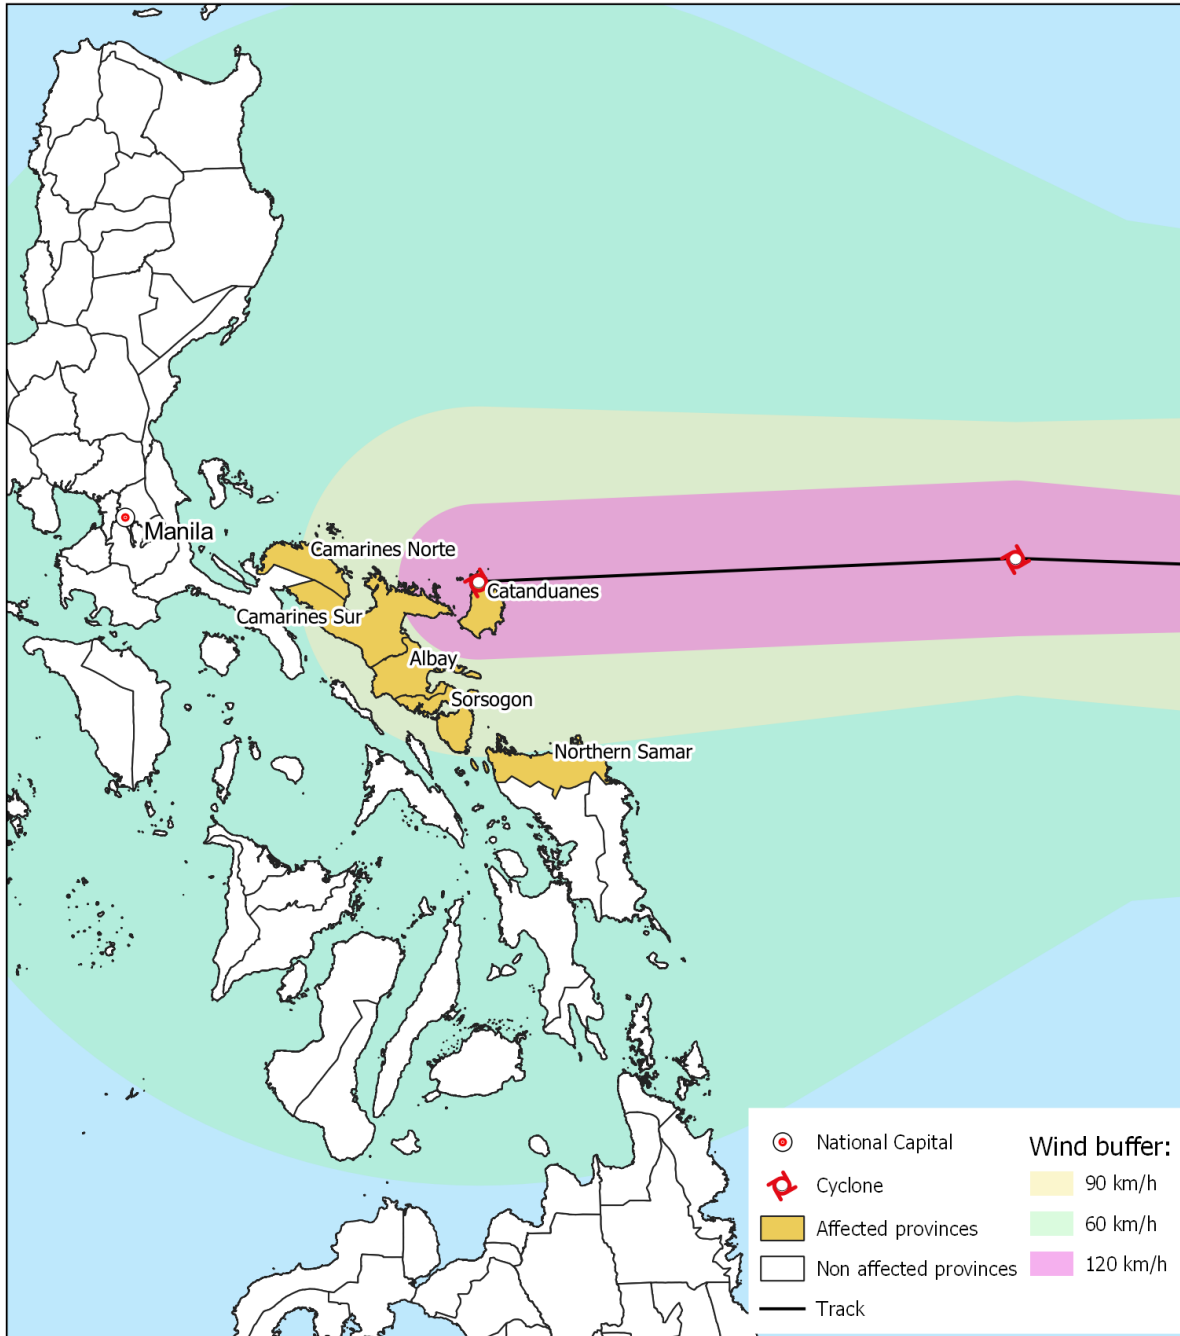 Manila
Camarines Norte
Catanduanes
Camarines Sur
Albay
Sorsogon
Northern Samar
National Capital
Cyclone
Affected provinces
Non affected provinces
Track
Wind buffer:
90 km/h
60 km/h
120 km/h